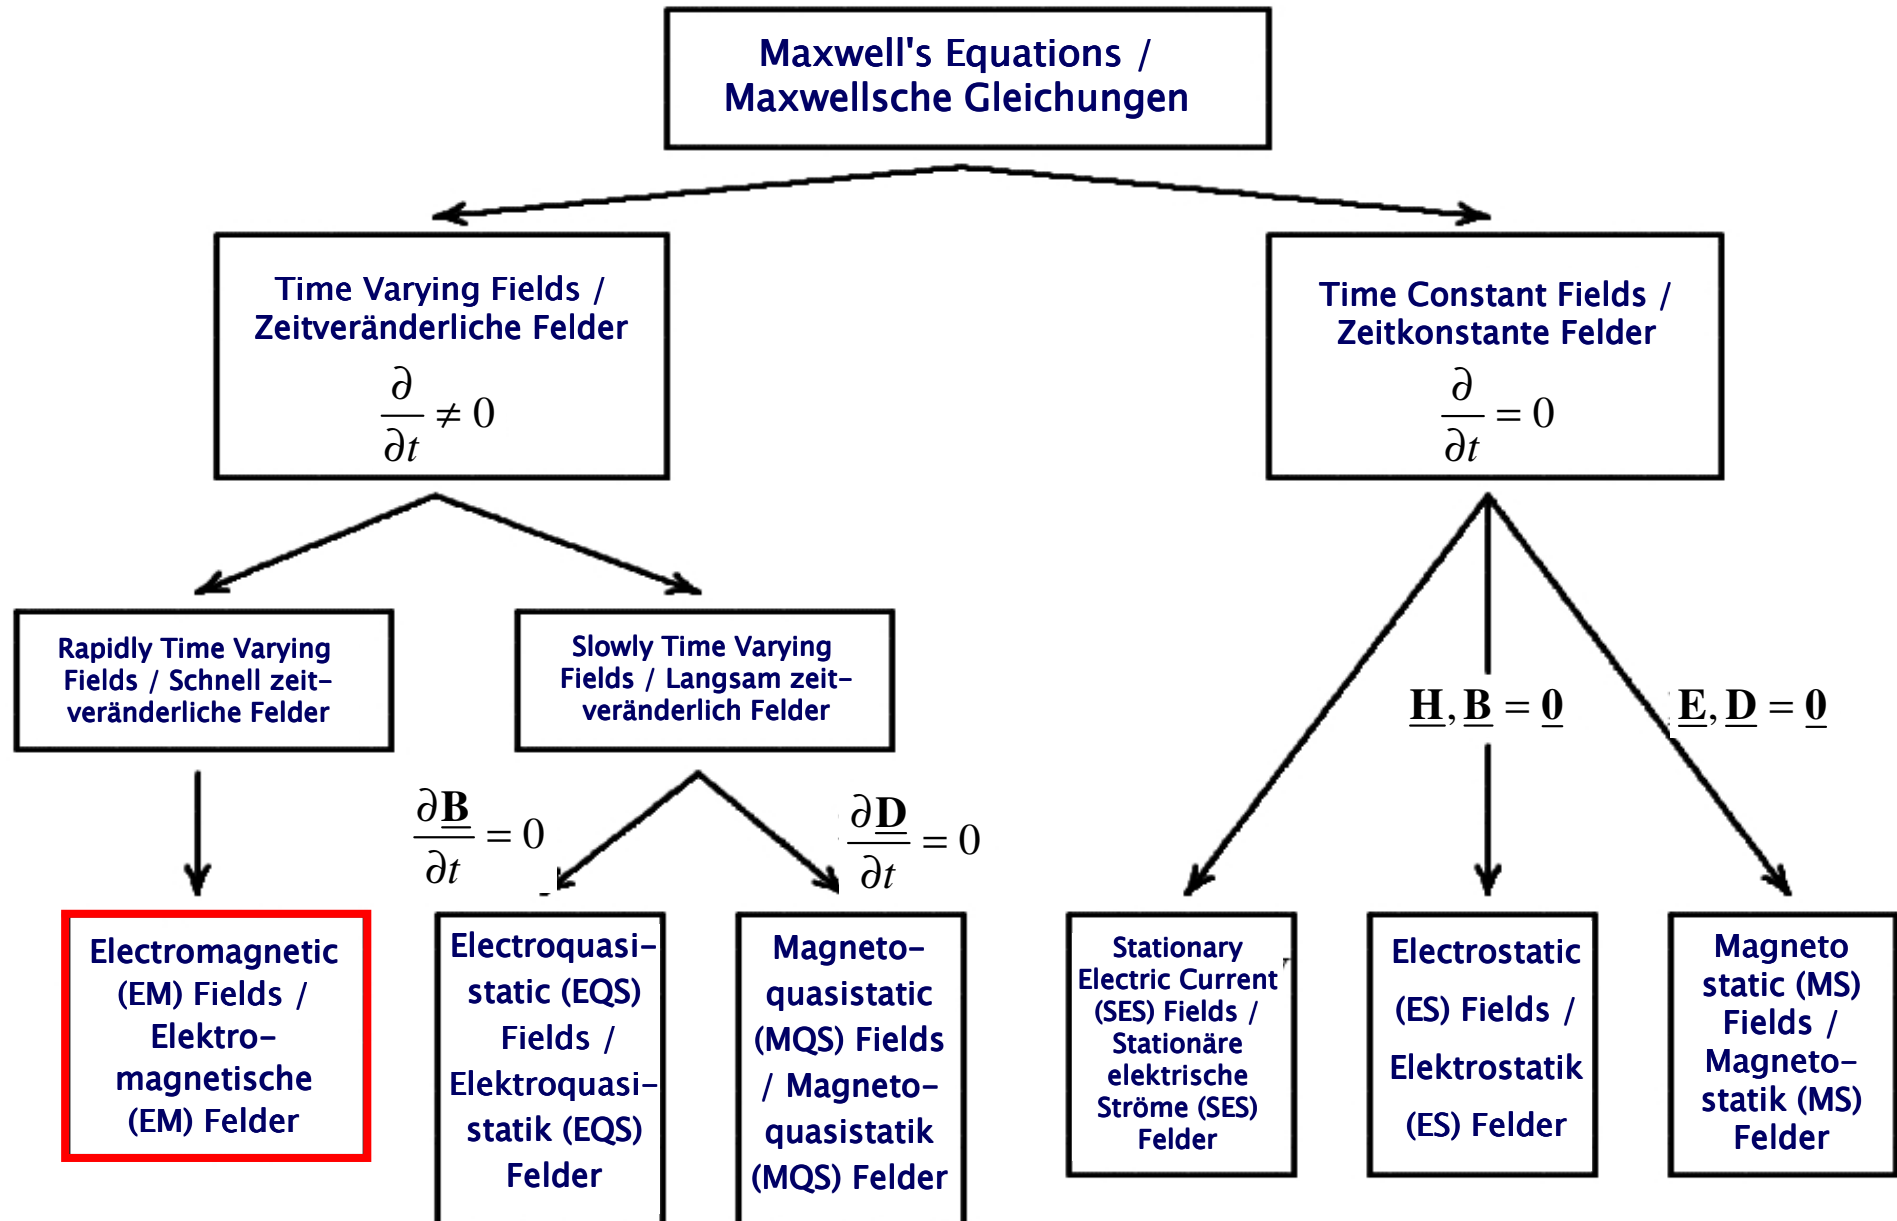 Maxwell's Equations /
Maxwellsche Gleichungen
Time Varying Fields /
Zeitveränderliche Felder
∂/∂t ≠ 0
Time Constant Fields /
Zeitkonstante Felder
∂/∂t = 0
Rapidly Time Varying
Fields / Schnell zeit-
veränderliche Felder
Slowly Time Varying
Fields / Langsam zeit-
veränderlich Felder
H, B = 0
E, D = 0
∂B/∂t = 0
∂D/∂t = 0
Electromagnetic
(EM) Fields /
Elektro-
magnetische
(EM) Felder
Electroquasi-
static (EQS)
Fields /
Elektroquasi-
statik (EQS)
Felder
Magneto-
quasistatic
(MQS) Fields
/ Magneto-
quasistatik
(MQS) Felder
Stationary
Electric Current
(SES) Fields /
Stationäre
elektrische
Ströme (SES)
Felder
Electrostatic
(ES) Fields /
Elektrostatik
(ES) Felder
Magneto
static (MS)
Fields /
Magneto-
statik (MS)
Felder